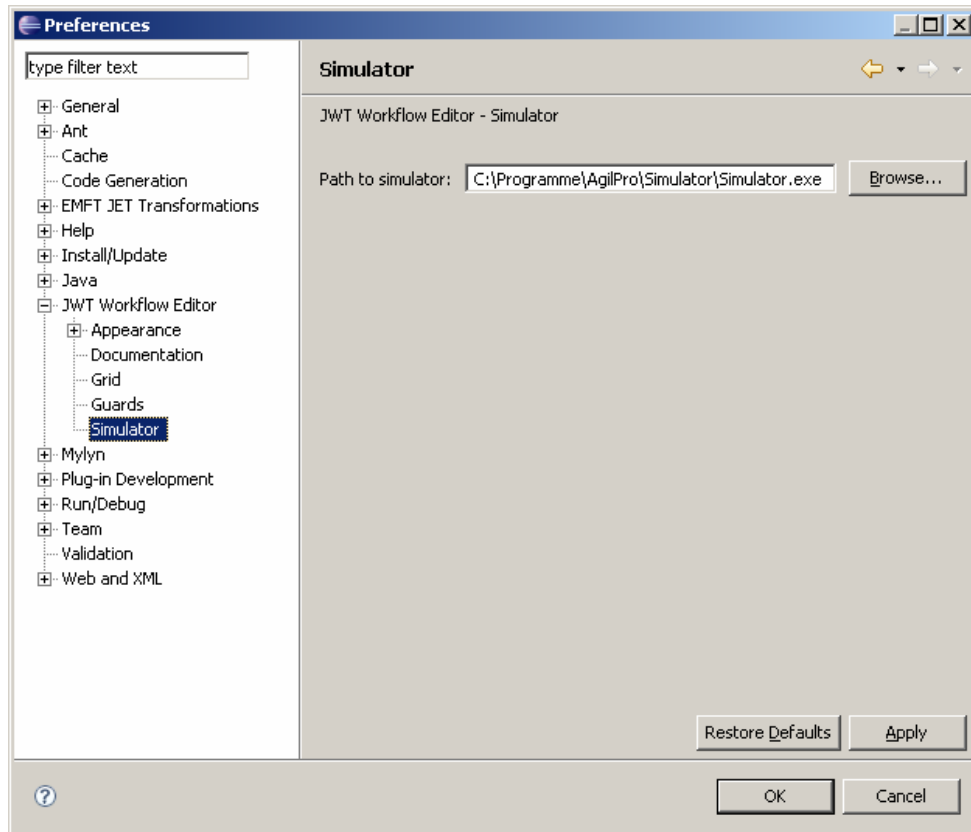 Preferences
type filter text
Simulator
General
Ant
Cache
Code Generation
EMFT JET Transformations
Help
Install/Update
Java
JWT Workflow Editor
Appearance
Documentation
Grid
Guards
Simulator
Mylyn
Plug-in Development
Run/Debug
Team
Validation
Web and XML
JWT Workflow Editor - Simulator
Path to simulator: C:\Programme\AgilPro\Simulator\Simulator.exe Browse...
Restore Defaults Apply
? OK Cancel